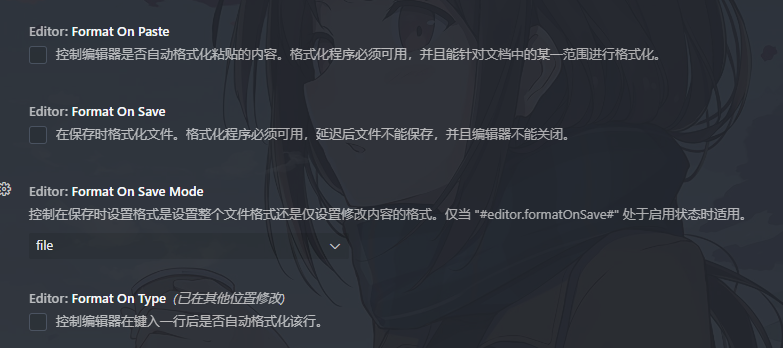 Editor: Format On Paste
控制编辑器是否自动格式化粘贴的内容。格式化程序必须可用，并且能针对文档中的某一范围进行格式化。
Editor: Format On Save
在保存时格式化文件。格式化程序必须可用，延迟后文件不能保存，并且编辑器不能关闭。
Editor: Format On Save Mode
控制在保存时设置格式是设置整个文件格式还是仅设置修改内容的格式。仅当 "#editor.formatOnSave#" 处于启用状态时适用。
file
Editor: Format On Type (已在其他位置修改)
控制编辑器在键入一行后是否自动格式化该行。